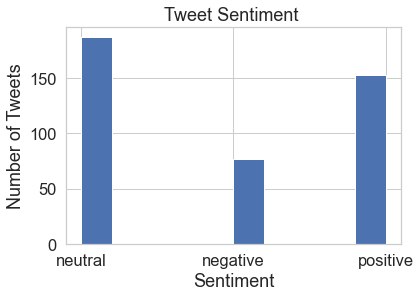 Tweet Sentiment
Number of Tweets
150
100
50
0
neutral negative positive
Sentiment